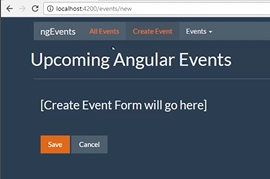 localhost:4200/events/new
ngEvents All Events Create Event Events
Upcoming Angular Events
[Create Event Form will go here]
Save Cancel